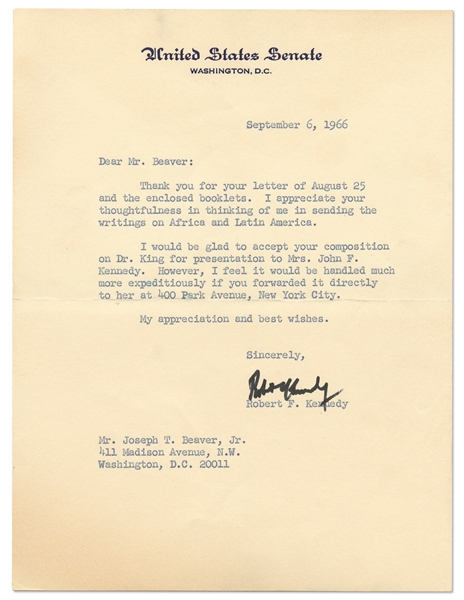 United States Senate
WASHINGTON, D.C.
September 6, 1966
Dear Mr. Beaver:
Thank you for your letter of August 25
and the enclosed booklets. I appreciate your
thoughtfulness in thinking of me in sending the
writings on Africa and Latin America.
I would be glad to accept your composition
on Dr. King for presentation to Mrs. John F.
Kennedy. However, I feel it would be handled much
more expeditiously if you forwarded it directly
to her at 400 Park Avenue, New York City.
My appreciation and best wishes.
Sincerely,
Robert Kennedy
Robert F. Kennedy
Mr. Joseph T. Beaver, Jr.
411 Madison Avenue, N.W.
Washington, D.C. 20011